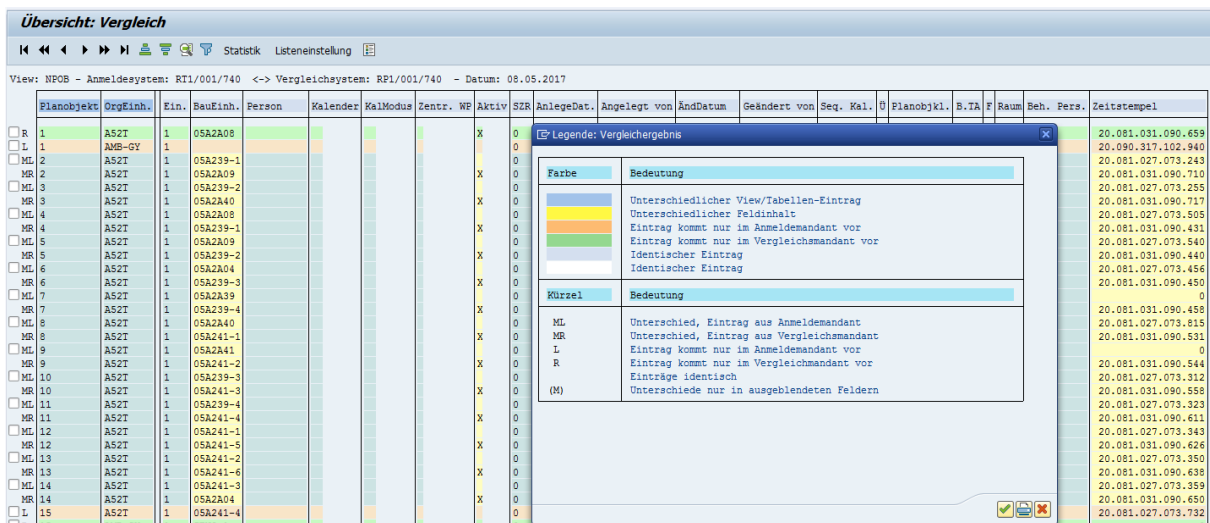 Übersicht: Vergleich
Statistik Listeneinstellung
View: NPOB - Anmeldesystem: RT1/001/740 <-> Vergleichsystem: RP1/001/740 - Datum: 08.05.2017
Planobjekt OrgEinh. Ein. BauEinh. Person Kalender KalModus Zentr. WP Aktiv SZR AnlegeDat. Angelegt von ÄndDatum Geändert von Seq. Kal. Ü Planobjkl. B.TA F Raum Beh. Pers. Zeitstempel
R 1 A52T 1 05A2A08 X 0 20.081.031.090.659
L 1 AMB-GY 1 0 20.090.317.102.940
ML 2 A52T 1 05A239-1 0 20.081.027.073.243
MR 2 A52T 1 05A2A09 X 0 20.081.031.090.710
ML 3 A52T 1 05A239-2 0 20.081.027.073.255
MR 3 A52T 1 05A2A40 X 0 20.081.031.090.717
ML 4 A52T 1 05A2A08 0 20.081.027.073.505
MR 4 A52T 1 05A239-1 X 0 20.081.031.090.431
ML 5 A52T 1 05A2A09 0 20.081.027.073.540
MR 5 A52T 1 05A239-2 X 0 20.081.031.090.440
ML 6 A52T 1 05A2A04 0 20.081.027.073.456
MR 6 A52T 1 05A239-3 X 0 20.081.031.090.450
ML 7 A52T 1 05A2A39 0 0
MR 7 A52T 1 05A239-4 X 0 20.081.031.090.458
ML 8 A52T 1 05A2A40 0 20.081.027.073.815
MR 8 A52T 1 05A241-1 X 0 20.081.031.090.531
ML 9 A52T 1 05A2A41 0 0
MR 9 A52T 1 05A241-2 X 0 20.081.031.090.544
ML 10 A52T 1 05A239-3 0 20.081.027.073.312
MR 10 A52T 1 05A241-3 X 0 20.081.031.090.558
ML 11 A52T 1 05A239-4 0 20.081.027.073.323
MR 11 A52T 1 05A241-4 X 0 20.081.031.090.611
ML 12 A52T 1 05A241-1 0 20.081.027.073.343
MR 12 A52T 1 05A241-5 X 0 20.081.031.090.626
ML 13 A52T 1 05A241-2 0 20.081.027.073.350
MR 13 A52T 1 05A241-6 X 0 20.081.031.090.638
ML 14 A52T 1 05A241-3 0 20.081.027.073.359
MR 14 A52T 1 05A2A04 X 0 20.081.031.090.650
L 15 A52T 1 05A241-4 0 20.081.027.073.732
Legende: Vergleichergebnis
Farbe Bedeutung
Unterschiedlicher View/Tabellen-Eintrag
Unterschiedlicher Feldinhalt
Eintrag kommt nur im Anmeldemandant vor
Eintrag kommt nur im Vergleichsmandant vor
Identischer Eintrag
Identischer Eintrag
Kürzel Bedeutung
ML Unterschied, Eintrag aus Anmeldemandant
MR Unterschied, Eintrag aus Vergleichsmandant
L Eintrag kommt nur im Anmeldemandant vor
R Eintrag kommt nur im Vergleichmandant vor
Einträge identisch
(M) Unterschiede nur in ausgeblendeten Feldern